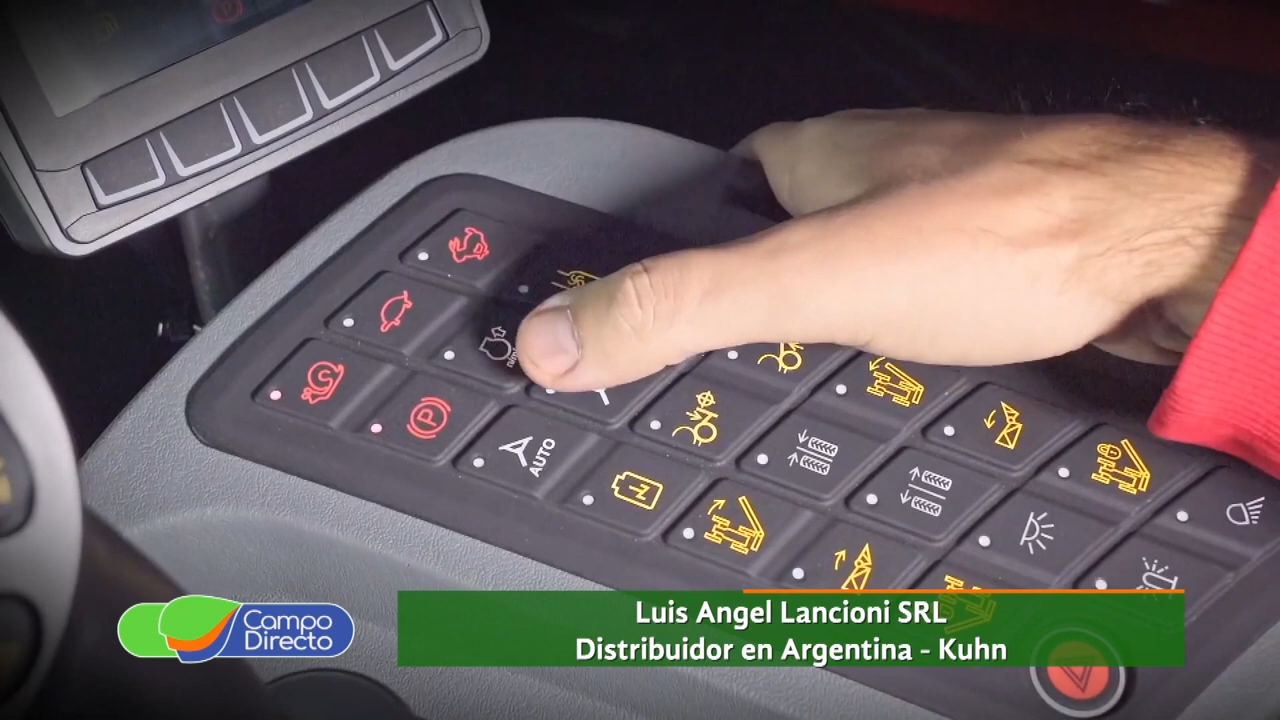 P
AUTO
Campo
Directo
Luis Angel Lancioni SRL
Distribuidor en Argentina - Kuhn